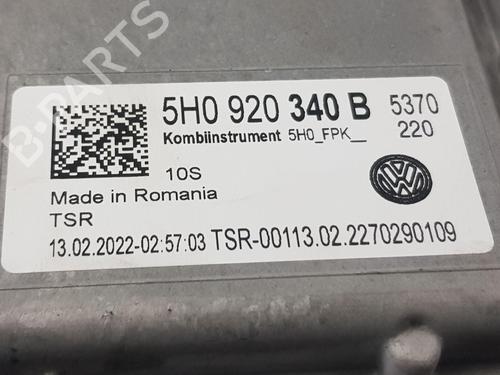 B-PARTS
5H0 920 340 B 5370
Kombiinstrument 5H0_FPK__ 220
10S
Made in Romania
TSR
13.02.2022-02:57:03 TSR-00113.02.2270290109